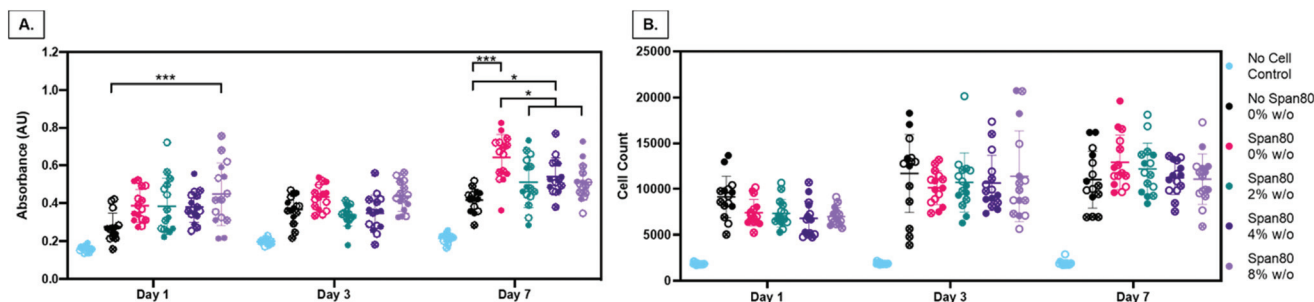 A.
1.2
1.0
0.8
0.6
0.4
0.2
0.0
Absorbance (AU)
***
***
*
*
Day 1
Day 3
Day 7
B.
25000
20000
15000
10000
5000
0
Cell Count
Day 1
Day 3
Day 7
No Cell
Control
No Span80
0% w/o
Span80
0% w/o
Span80
2% w/o
Span80
4% w/o
Span80
8% w/o